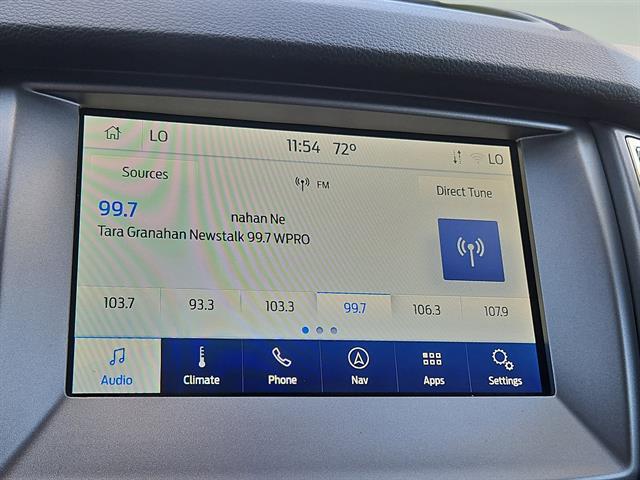 LO 11:54 72° LO
Sources FM Direct Tune
99.7 nahan Ne
Tara Granahan Newstalk 99.7 WPRO
103.7 93.3 103.3 99.7 106.3 107.9
Audio Climate Phone Nav Apps Settings